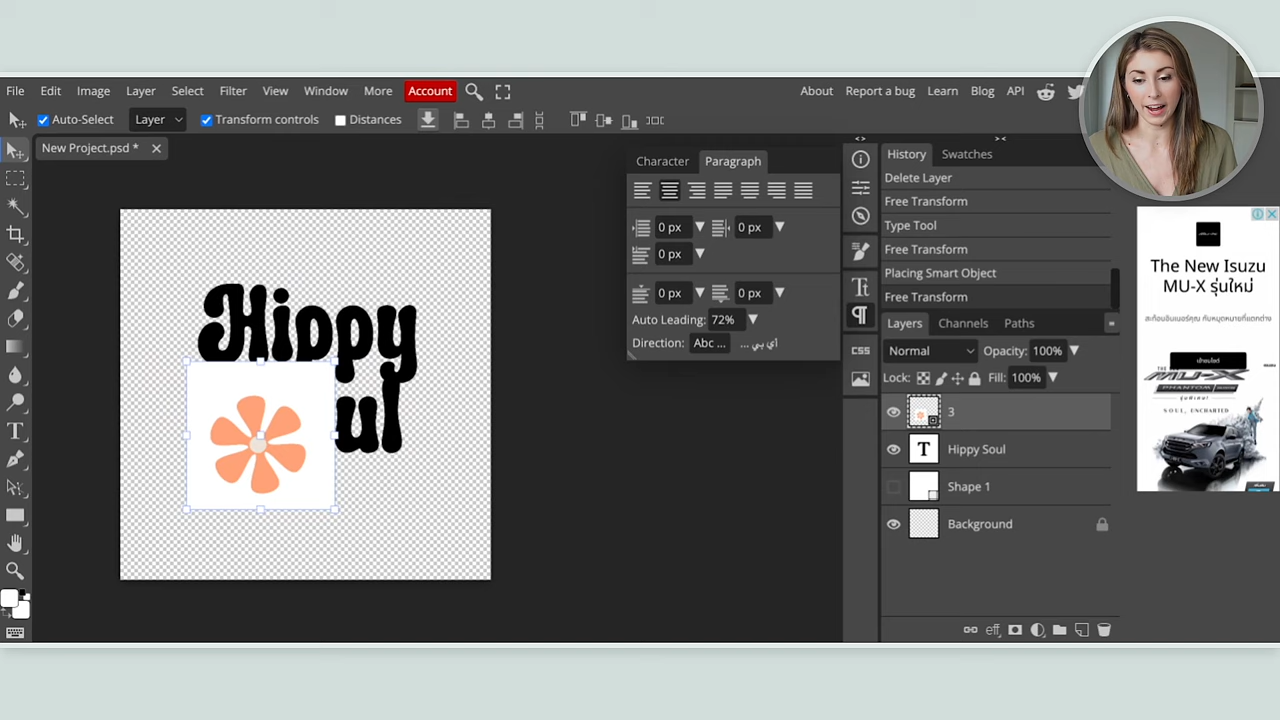 File Edit Image Layer Select Filter View Window More Account About Report a bug Learn Blog API
Auto-Select Layer Transform controls Distances
New Project.psd *
Character Paragraph
0 px 0 px
0 px
0 px 0 px
Auto Leading: 72%
Direction: Abc ...
History Swatches
Delete Layer
Free Transform
Type Tool
Free Transform
Placing Smart Object
Free Transform
Layers Channels Paths
Normal Opacity: 100%
Lock: Fill: 100%
3
Hippy Soul
Shape 1
Background
CSS
eff
Hippy
ul
The New Isuzu
MU-X รุ่นใหม่
MU-X
SOUL, UNCHARTED